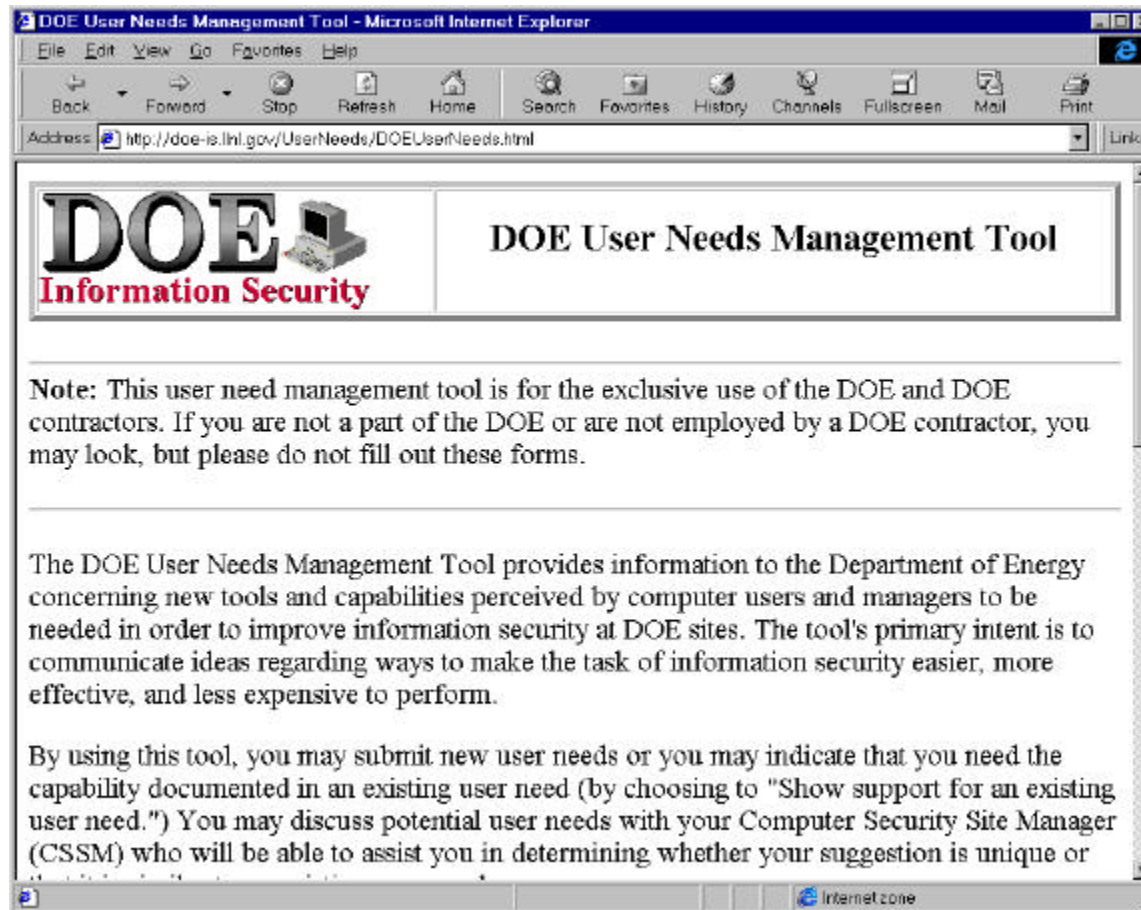 DOE User Needs Management Tool - Microsoft Internet Explorer
File Edit View Go Favorites Help
Back Forward Stop Refresh Home Search Favorites History Channels Fullscreen Mail Print
Address http://doe-is.llnl.gov/UserNeeds/DOEUserNeeds.html Link
DOE
Information Security
DOE User Needs Management Tool
Note: This user need management tool is for the exclusive use of the DOE and DOE
contractors. If you are not a part of the DOE or are not employed by a DOE contractor, you
may look, but please do not fill out these forms.
The DOE User Needs Management Tool provides information to the Department of Energy
concerning new tools and capabilities perceived by computer users and managers to be
needed in order to improve information security at DOE sites. The tool's primary intent is to
communicate ideas regarding ways to make the task of information security easier, more
effective, and less expensive to perform.
By using this tool, you may submit new user needs or you may indicate that you need the
capability documented in an existing user need (by choosing to "Show support for an existing
user need.") You may discuss potential user needs with your Computer Security Site Manager
(CSSM) who will be able to assist you in determining whether your suggestion is unique or
Internet zone